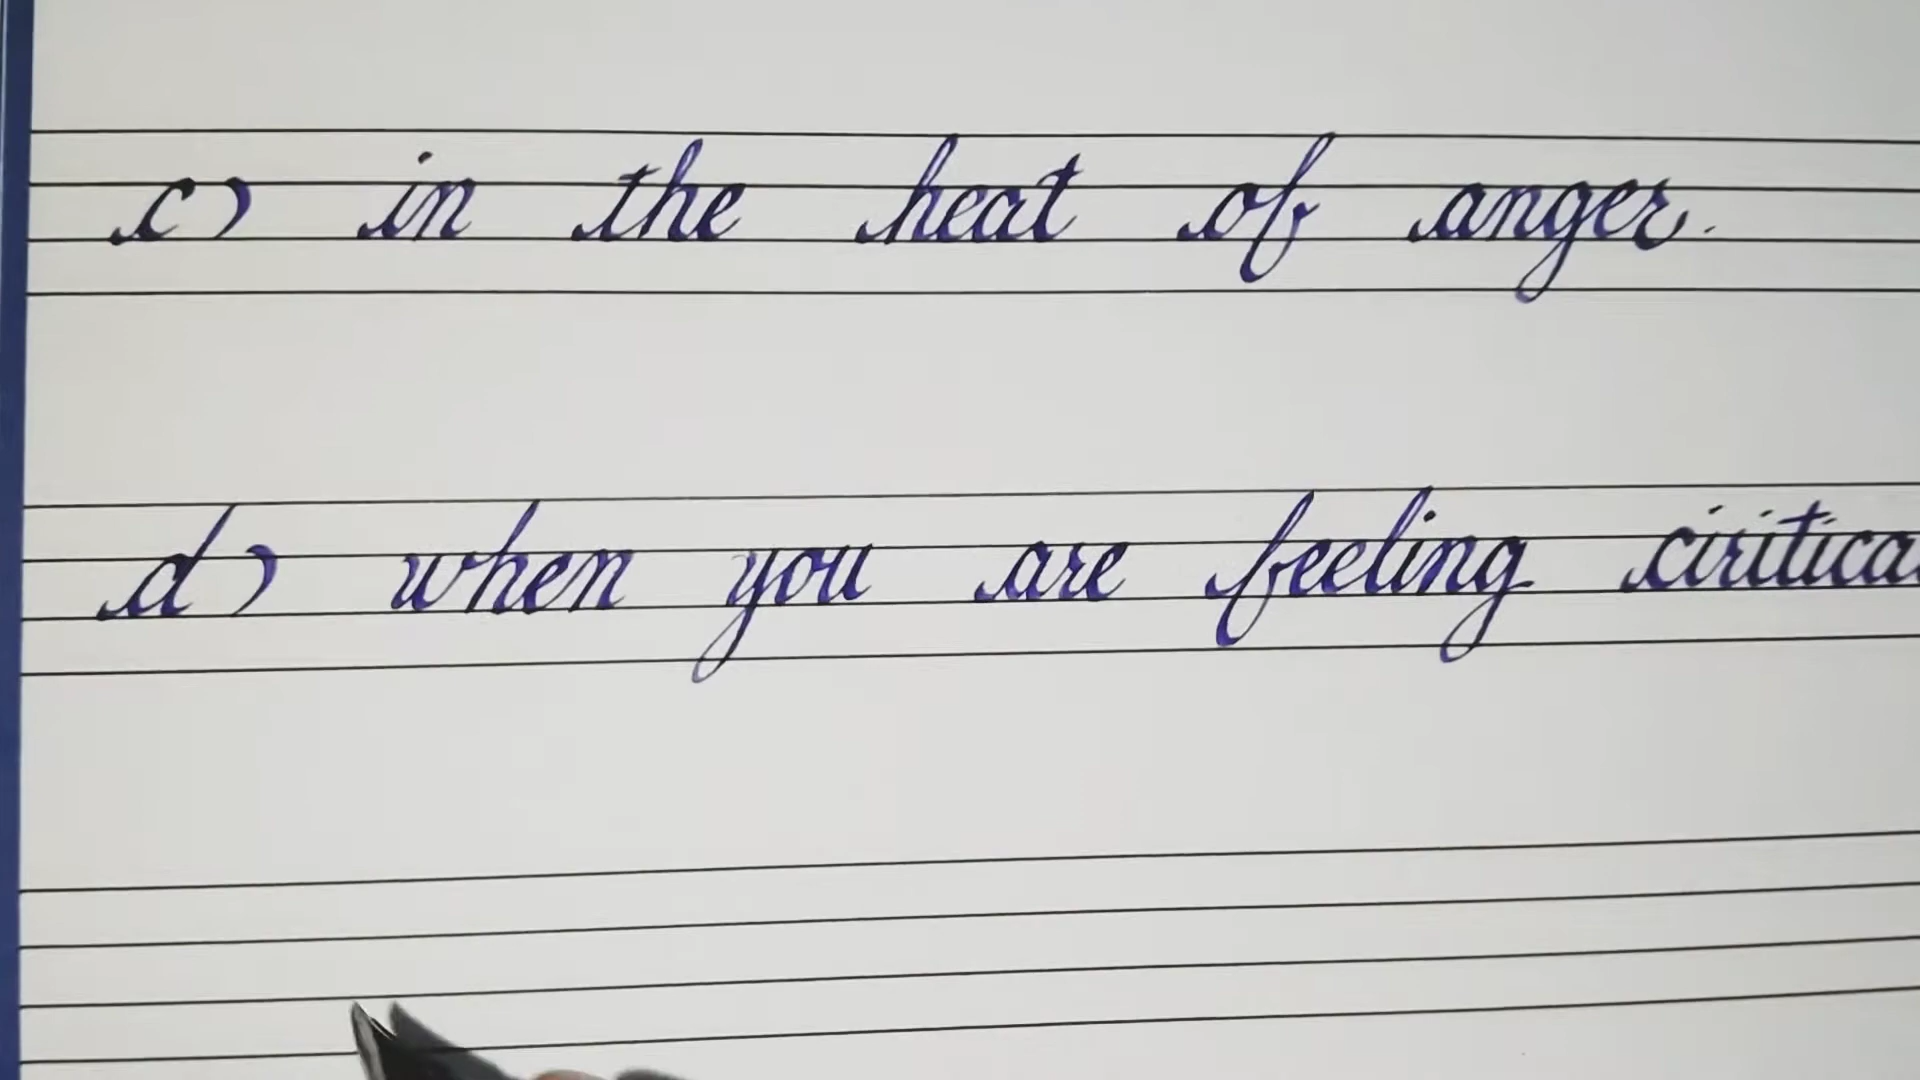 c) in the heat of anger.
d) when you are feeling ciritica